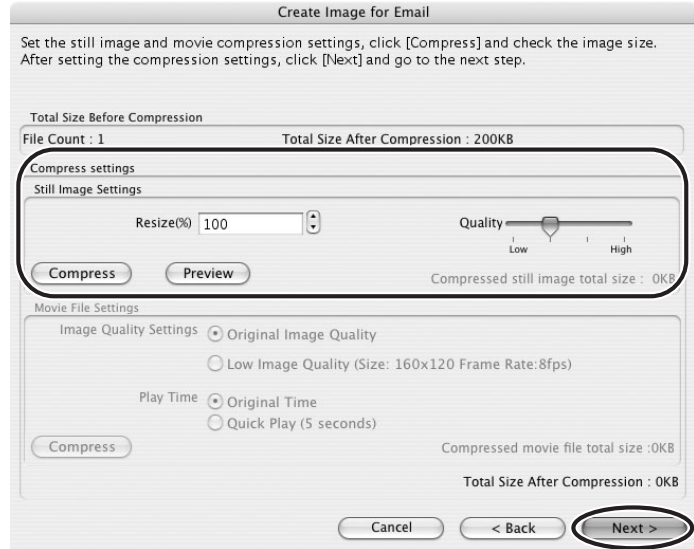 Create Image for Email
Set the still image and movie compression settings, click [Compress] and check the image size.
After setting the compression settings, click [Next] and go to the next step.
Total Size Before Compression
File Count : 1 Total Size After Compression : 200KB
Compress settings
Still Image Settings
Resize(%) 100 Quality
Low High
Compress Preview Compressed still image total size : 0KB
Movie File Settings
Image Quality Settings Original Image Quality
Low Image Quality (Size: 160x120 Frame Rate:8fps)
Play Time Original Time
Quick Play (5 seconds)
Compress Compressed movie file total size :0KB
Total Size After Compression : 0KB
Cancel < Back Next >